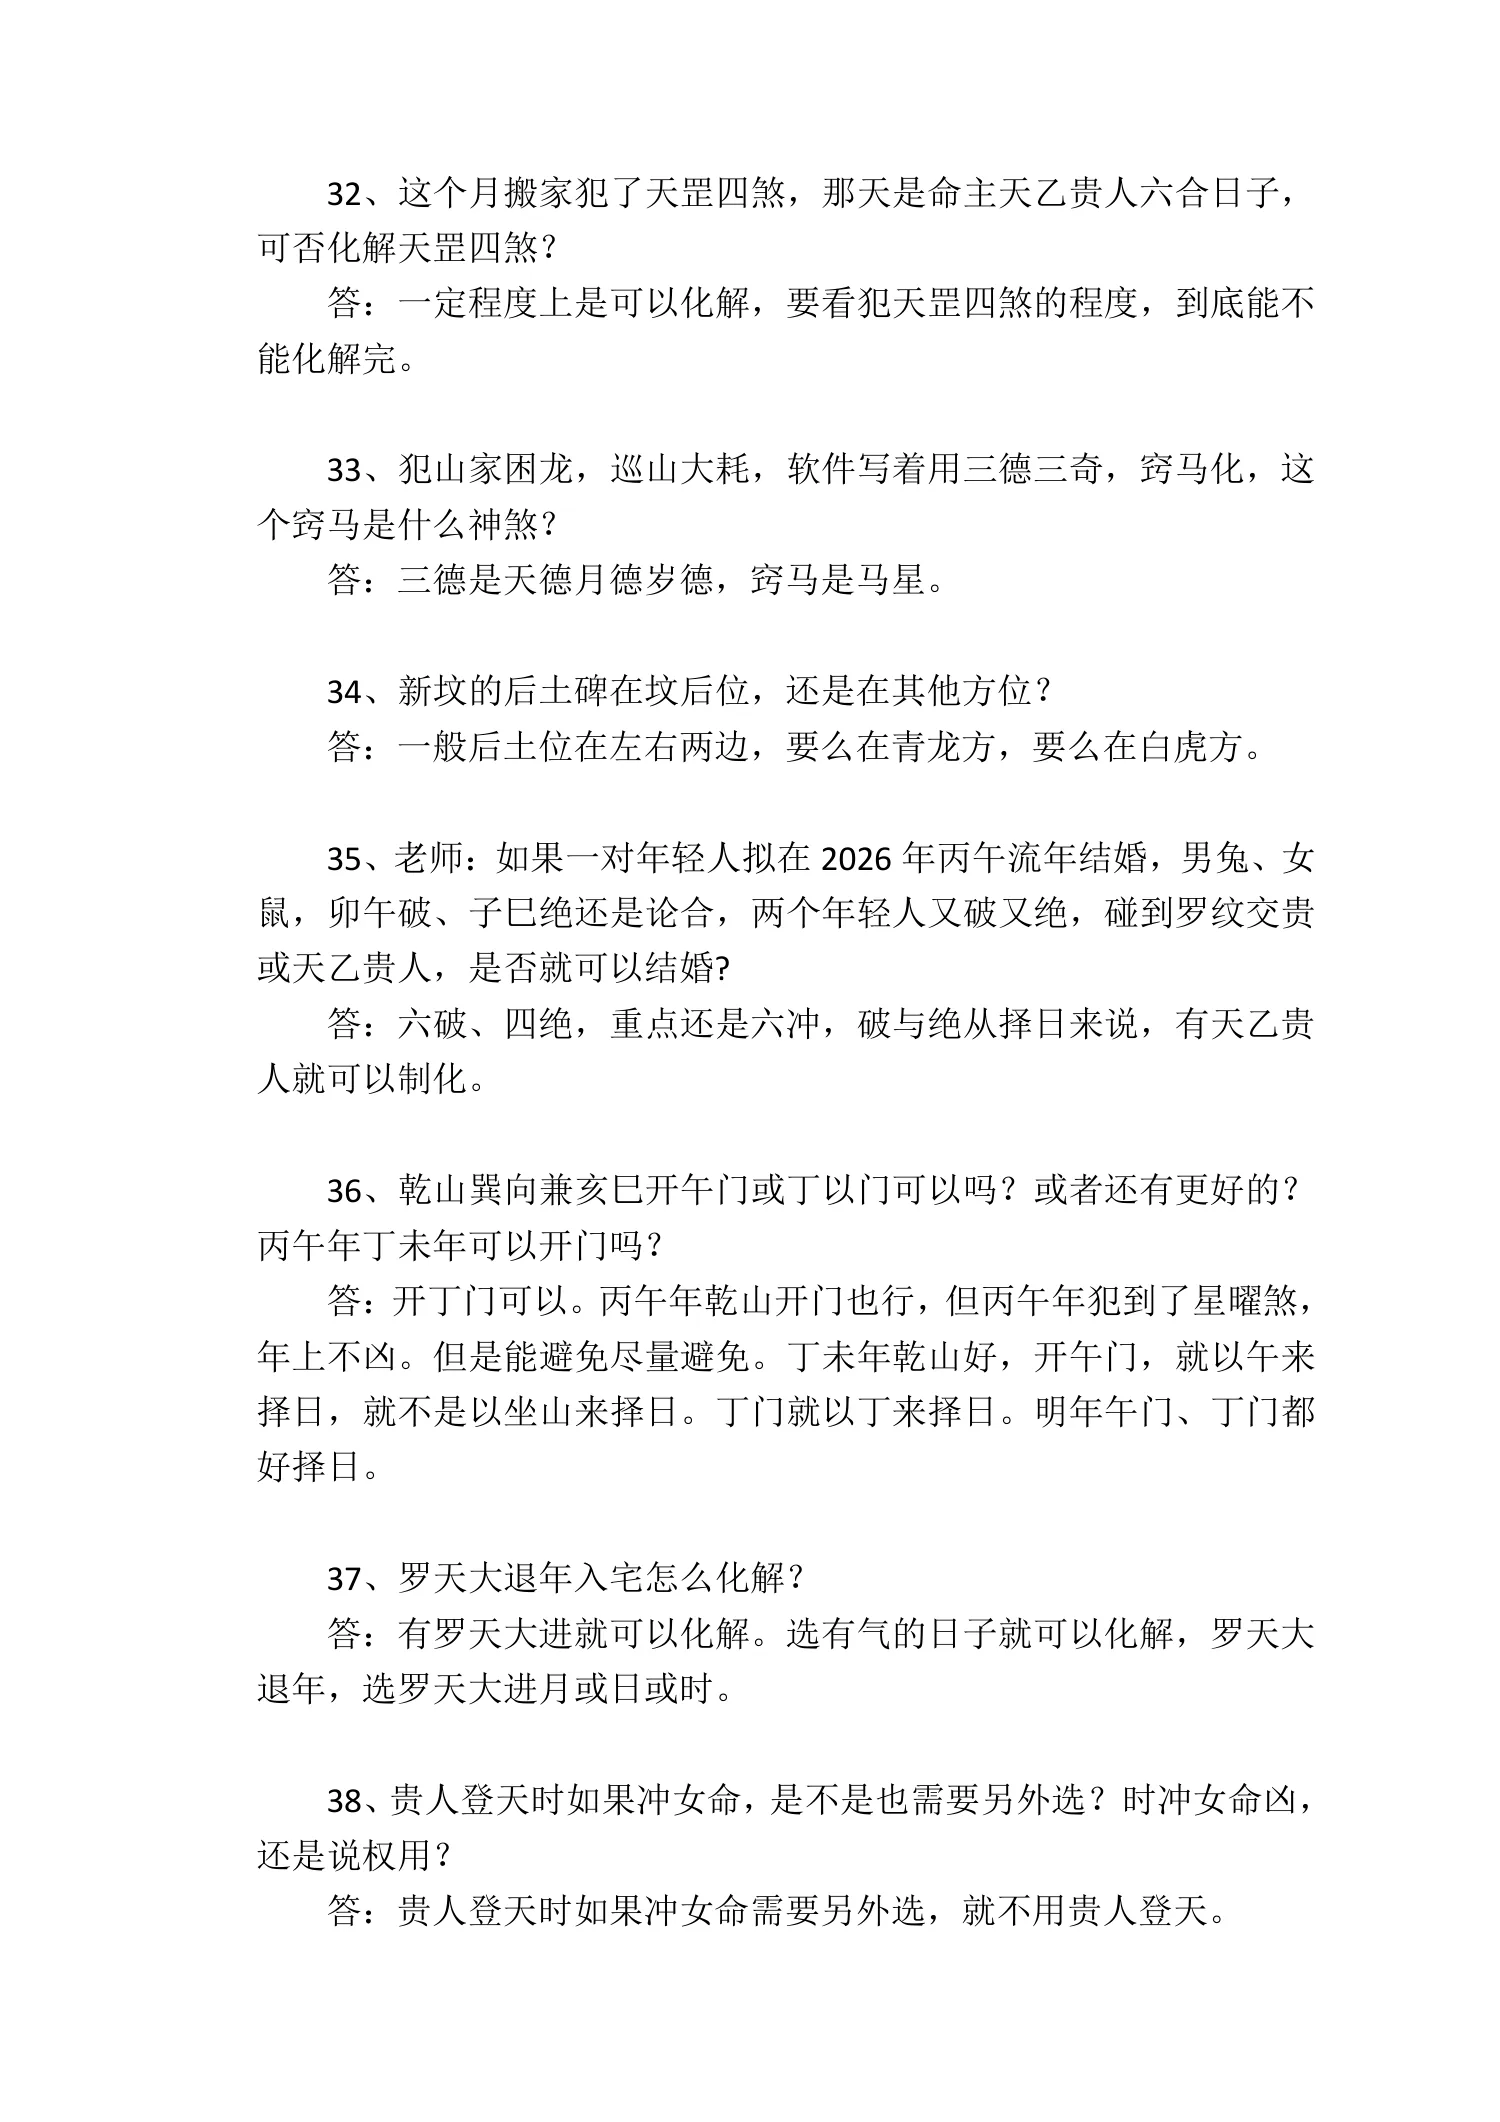 32、这个月搬家犯了天罡四煞，那天是命主天乙贵人六合日子，
可否化解天罡四煞？
答：一定程度上是可以化解，要看犯天罡四煞的程度，到底能不
能化解完。
33、犯山家困龙，巡山大耗，软件写着用三德三奇，窍马化，这
个窍马是什么神煞？
答：三德是天德月德岁德，窍马是马星。
34、新坟的后土碑在坟后位，还是在其他方位？
答：一般后土位在左右两边，要么在青龙方，要么在白虎方。
35、老师：如果一对年轻人拟在 2026 年丙午流年结婚，男兔、女
鼠，卯午破、子巳绝还是论合，两个年轻人又破又绝，碰到罗纹交贵
或天乙贵人，是否就可以结婚?
答：六破、四绝，重点还是六冲，破与绝从择日来说，有天乙贵
人就可以制化。
36、乾山巽向兼亥巳开午门或丁以门可以吗？或者还有更好的？
丙午年丁未年可以开门吗？
答：开丁门可以。丙午年乾山开门也行，但丙午年犯到了星曜煞，
年上不凶。但是能避免尽量避免。丁未年乾山好，开午门，就以午来
择日，就不是以坐山来择日。丁门就以丁来择日。明年午门、丁门都
好择日。
37、罗天大退年入宅怎么化解？
答：有罗天大进就可以化解。选有气的日子就可以化解，罗天大
退年，选罗天大进月或日或时。
38、贵人登天时如果冲女命，是不是也需要另外选？时冲女命凶，
还是说权用？
答：贵人登天时如果冲女命需要另外选，就不用贵人登天。